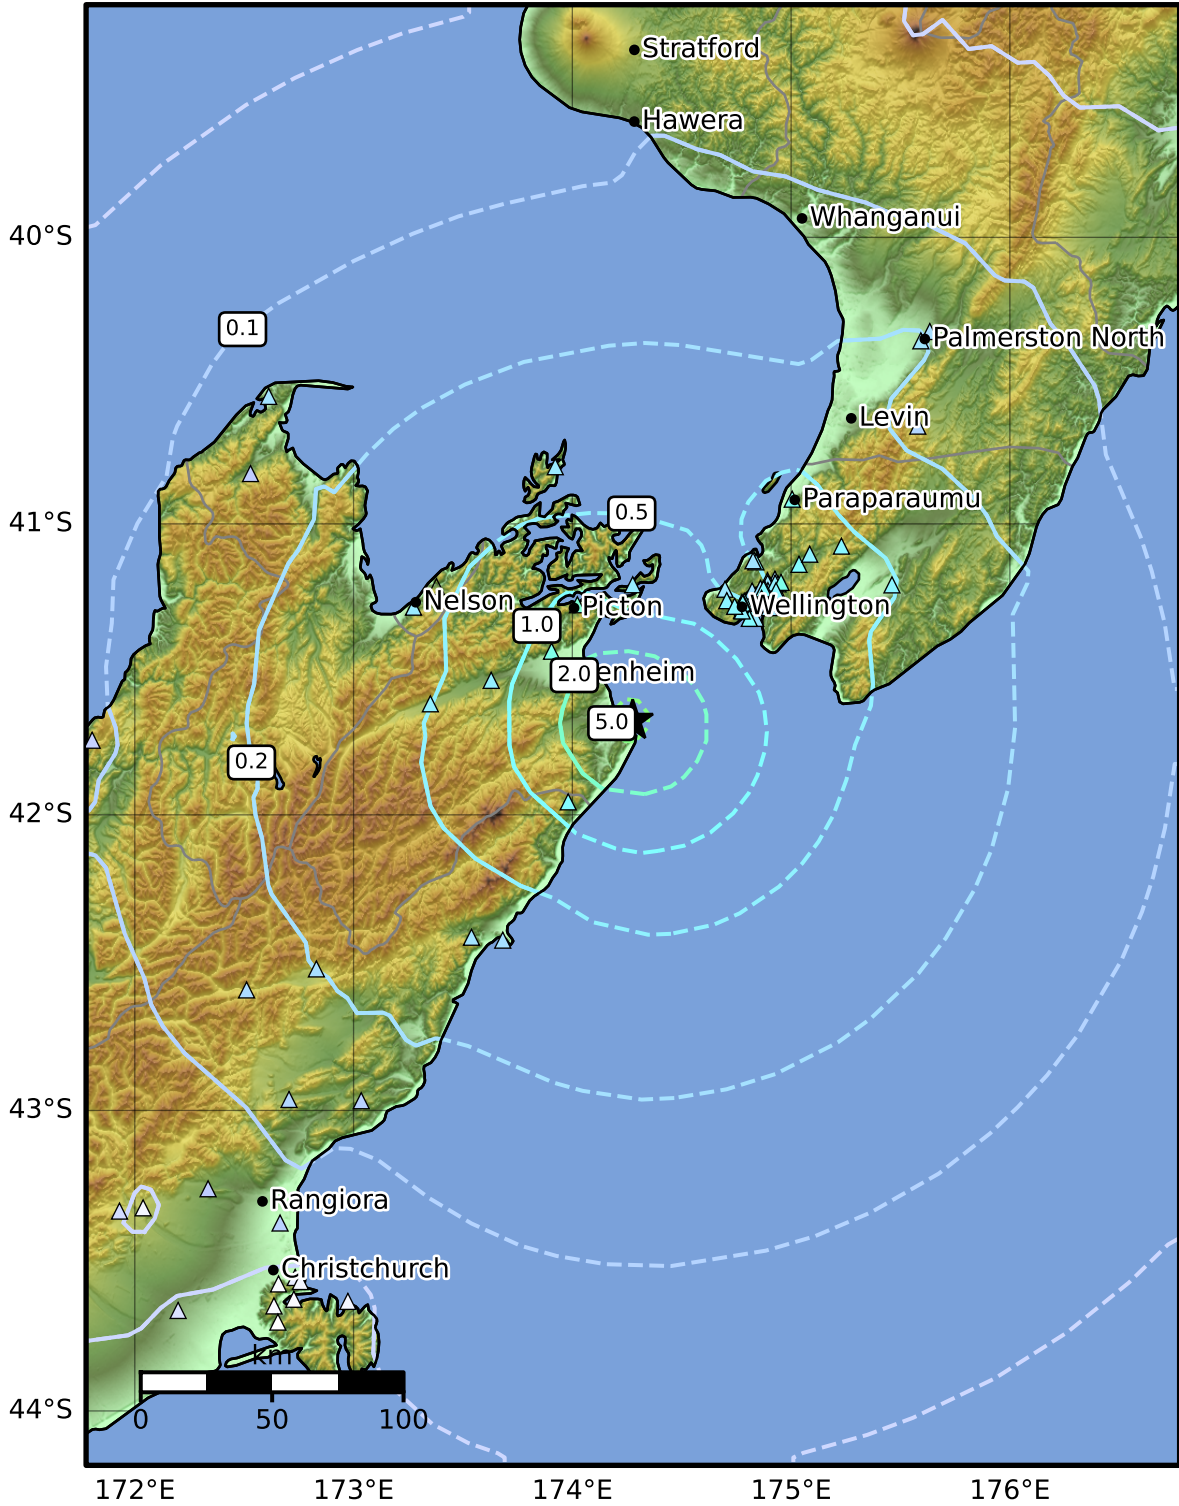 Stratford
Hawera
Whanganui
40°S
0.1
Palmerston North
Levin
Paraparaumu
0.5
41°S
Nelson
Picton
Wellington
1.0
2.0
enheim
5.0
0.2
42°S
43°S
Rangiora
Christchurch
km
0 50 100
44°S
172°E 173°E 174°E 175°E 176°E